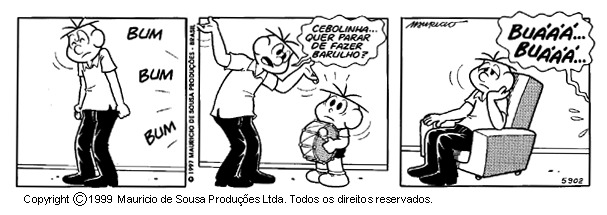 BUM
BUM
BUM
© 1997 MAURICIO DE SOUSA PRODUÇÕES - BRASIL
CEBOLINHA...
QUER PARAR
DE FAZER
BARULHO?
MAURICIO
BUÁÁÁ...
BUÁÁÁ...
5902
Copyright ©1999 Mauricio de Sousa Produções Ltda. Todos os direitos reservados.